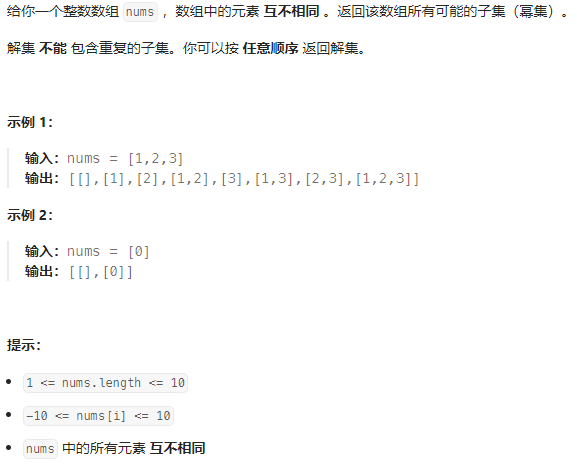 给你一个整数数组 nums ，数组中的元素 互不相同 。返回该数组所有可能的子集（幂集）。
解集 不能 包含重复的子集。你可以按 任意顺序 返回解集。
示例 1：
输入：nums = [1,2,3]
输出：[[],[1],[2],[1,2],[3],[1,3],[2,3],[1,2,3]]
示例 2：
输入：nums = [0]
输出：[[],[0]]
提示：
• 1 <= nums.length <= 10
• -10 <= nums[i] <= 10
• nums 中的所有元素 互不相同